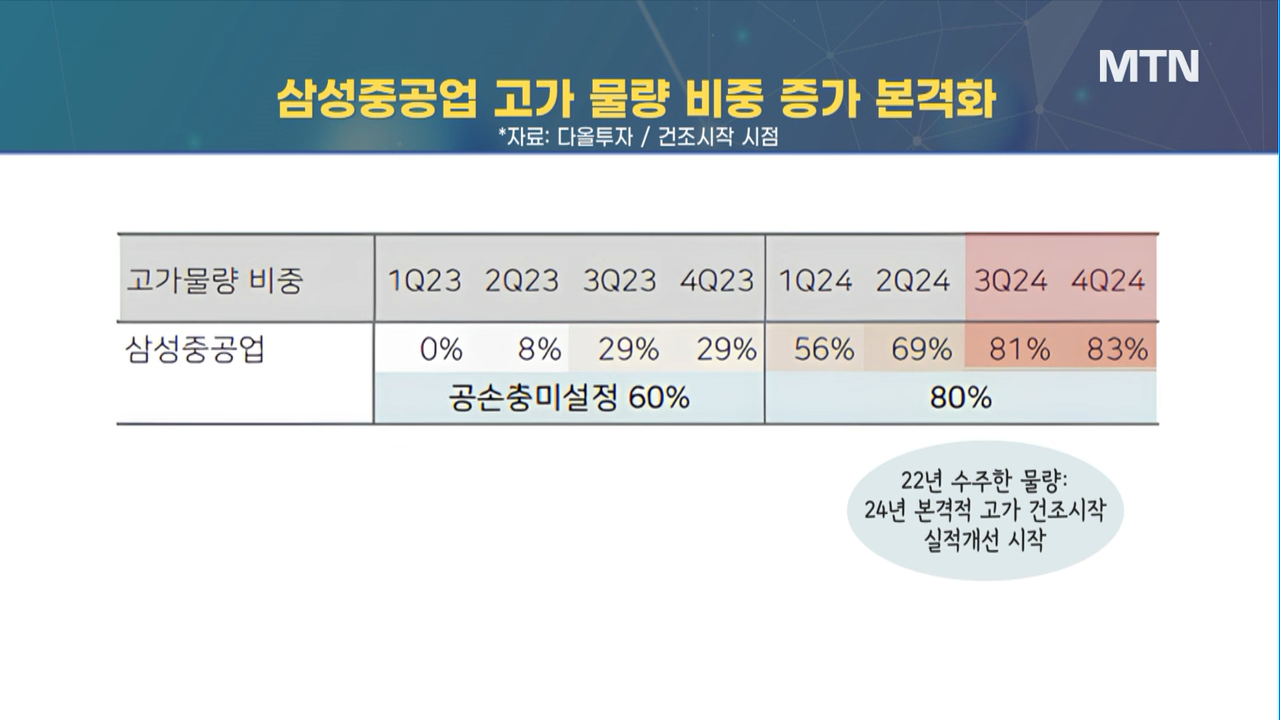 MTN
삼성중공업 고가 물량 비중 증가 본격화
*자료: 다올투자 / 건조시작 시점
고가물량 비중 1Q23 2Q23 3Q23 4Q23 1Q24 2Q24 3Q24 4Q24
삼성중공업 0% 8% 29% 29% 56% 69% 81% 83%
공손충미설정 60% 80%
22년 수주한 물량:
24년 본격적 고가 건조시작
실적개선 시작